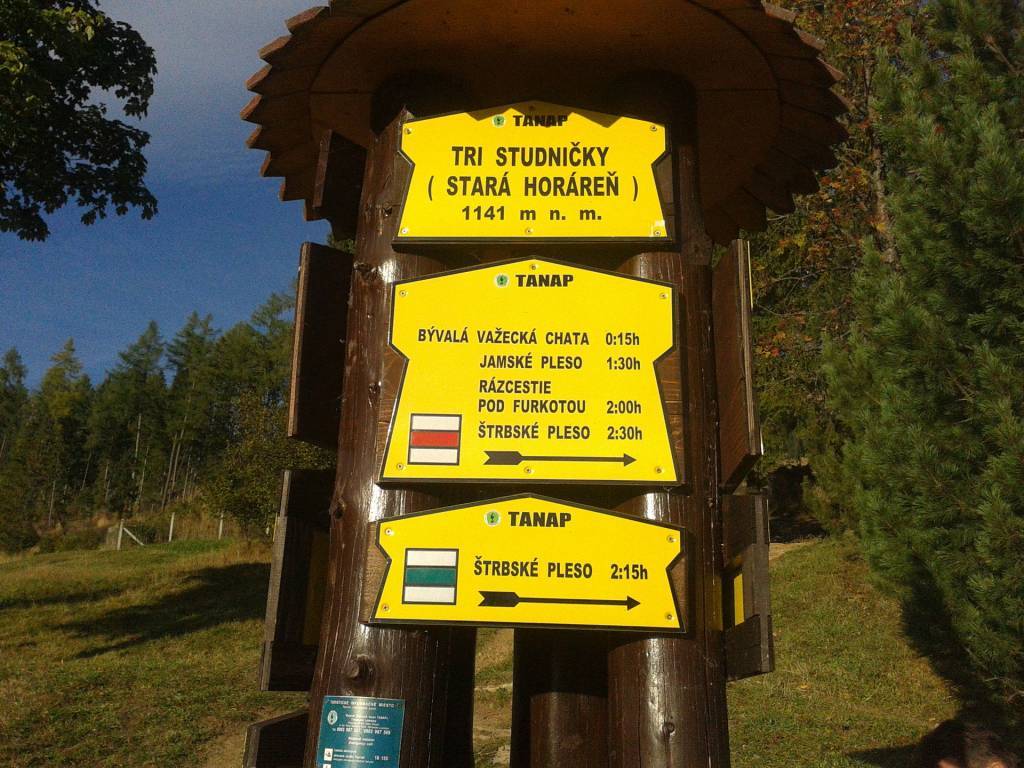 TANAP
TRI STUDNIČKY
( STARÁ HORÁREŇ )
1141 m n. m.
TANAP
BÝVALÁ VAŽECKÁ CHATA 0:15h
JAMSKÉ PLESO 1:30h
RÁZCESTIE
POD FURKOTOU 2:00h
ŠTRBSKÉ PLESO 2:30h
TANAP
ŠTRBSKÉ PLESO 2:15h